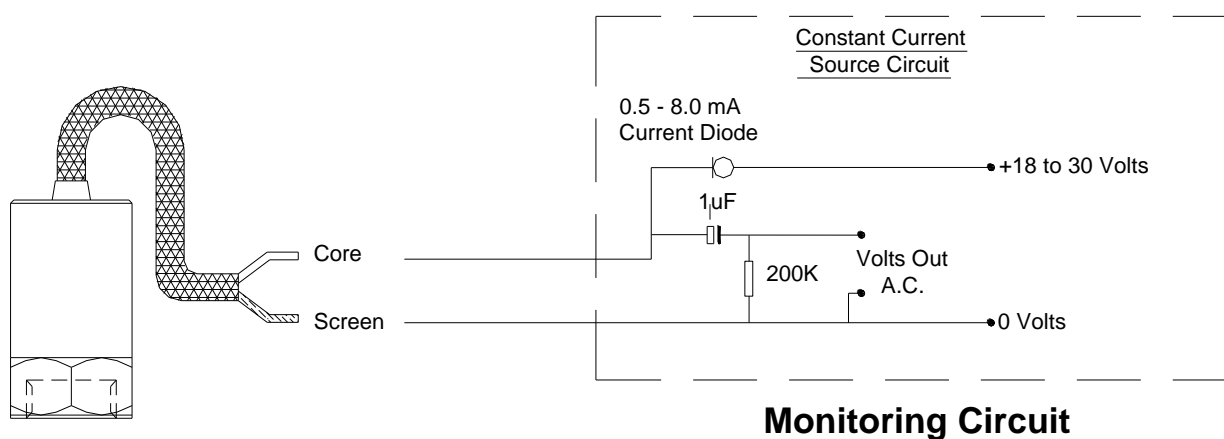 Constant Current
Source Circuit
0.5 - 8.0 mA
Current Diode
+18 to 30 Volts
1uF
Core
200K
Volts Out
A.C.
Screen
0 Volts
Monitoring Circuit